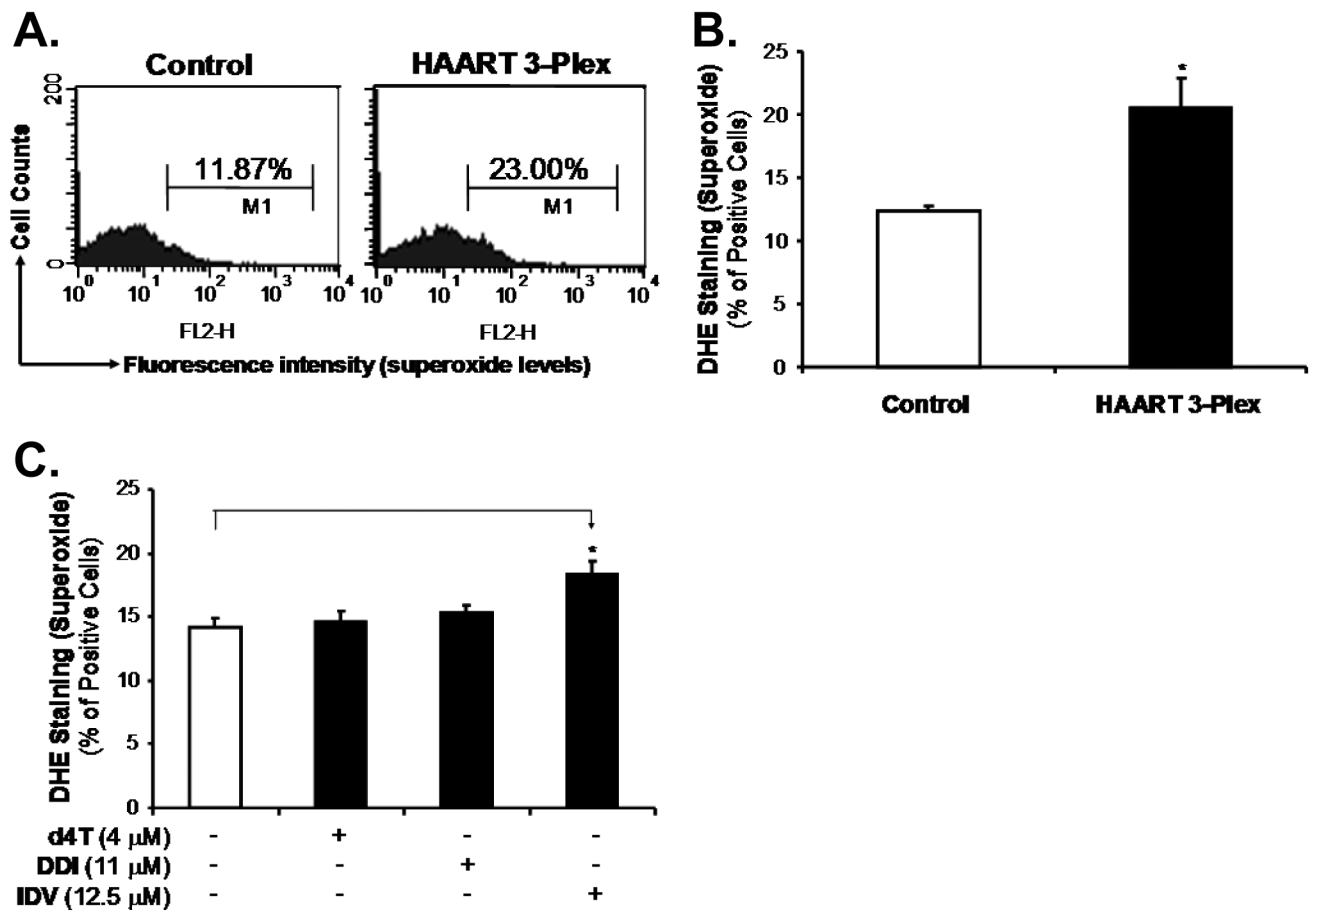 A.
Control
HAART 3-Plex
Cell Counts
200
0
11.87%
M1
23.00%
M1
10^0 10^1 10^2 10^3 10^4
10^0 10^1 10^2 10^3 10^4
FL2-H
FL2-H
Fluorescence intensity (superoxide levels)
B.
DHE Staining (Superoxide)
(% of Positive Cells)
25
20
15
10
5
0
*
Control
HAART 3-Plex
C.
DHE Staining (Superoxide)
(% of Positive Cells)
25
20
15
10
5
0
*
d4T (4 μM) - + - -
DDI (11 μM) - - + -
IDV (12.5 μM) - - - +